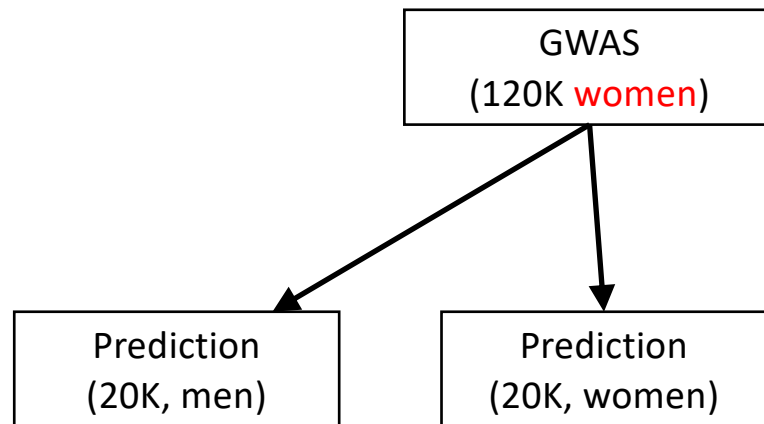 GWAS
(120K women)
Prediction
(20K, men)
Prediction
(20K, women)